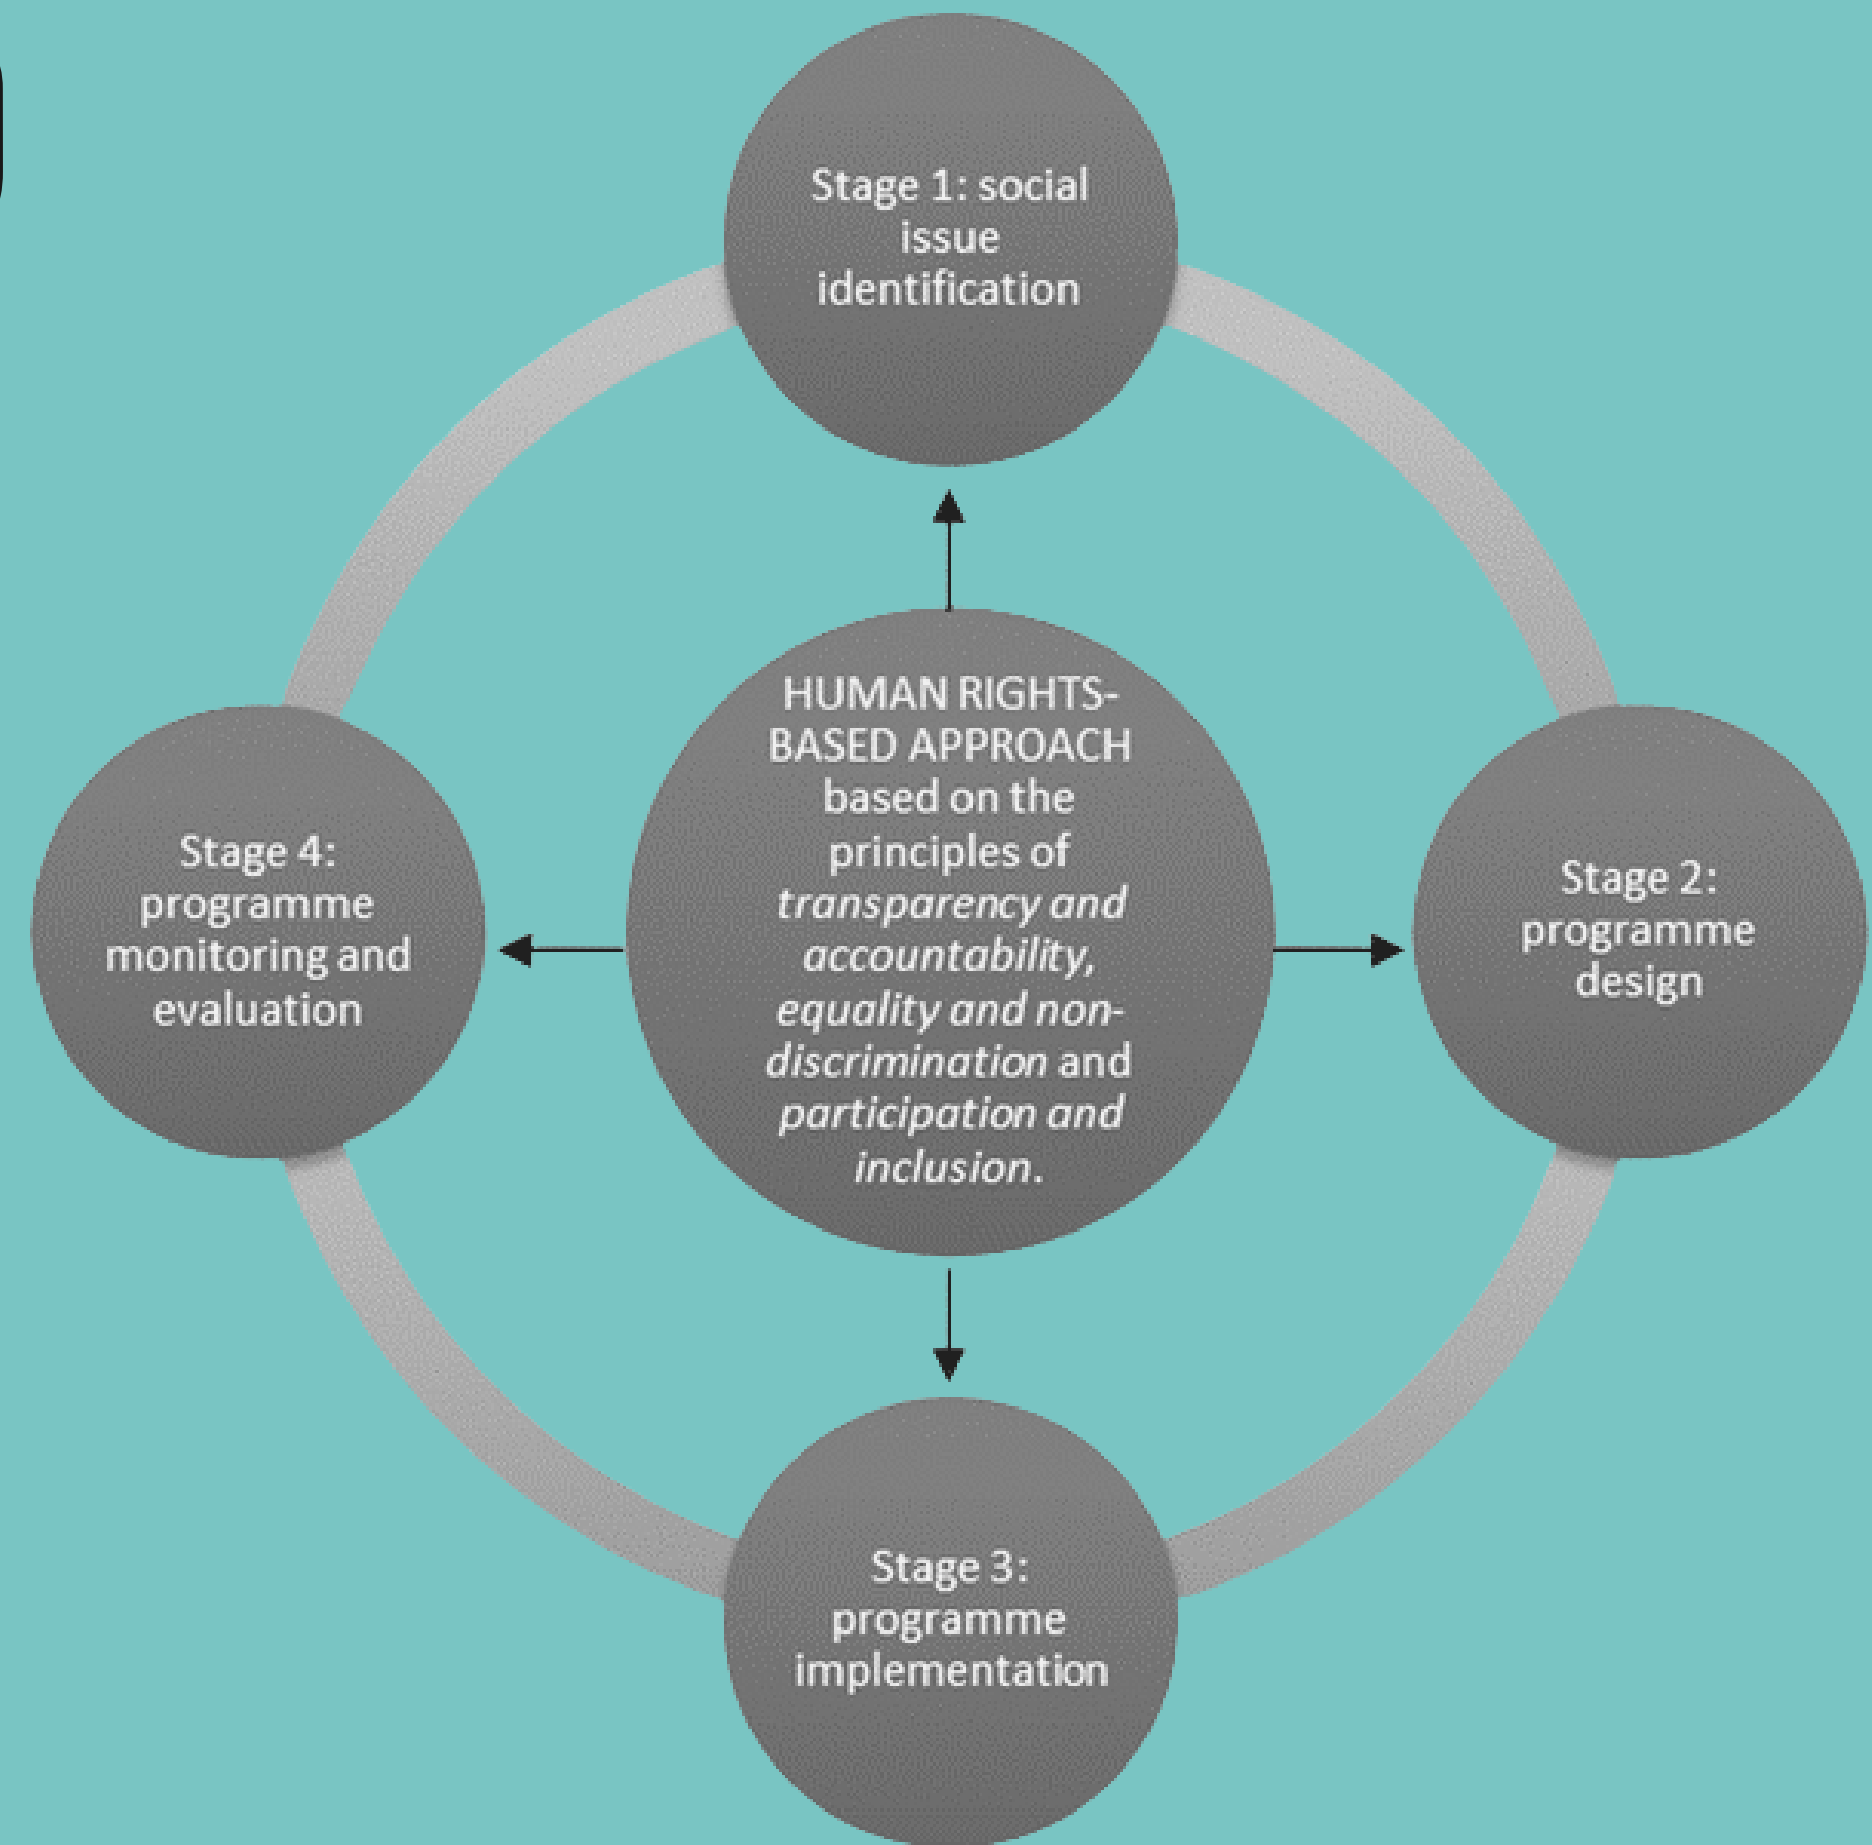 Stage 1: social
issue
identification
HUMAN RIGHTS-
BASED APPROACH
based on the
principles of
transparency and
accountability,
equality and non-
discrimination and
participation and
inclusion.
Stage 2:
programme
design
Stage 3:
programme
implementation
Stage 4:
programme
monitoring and
evaluation